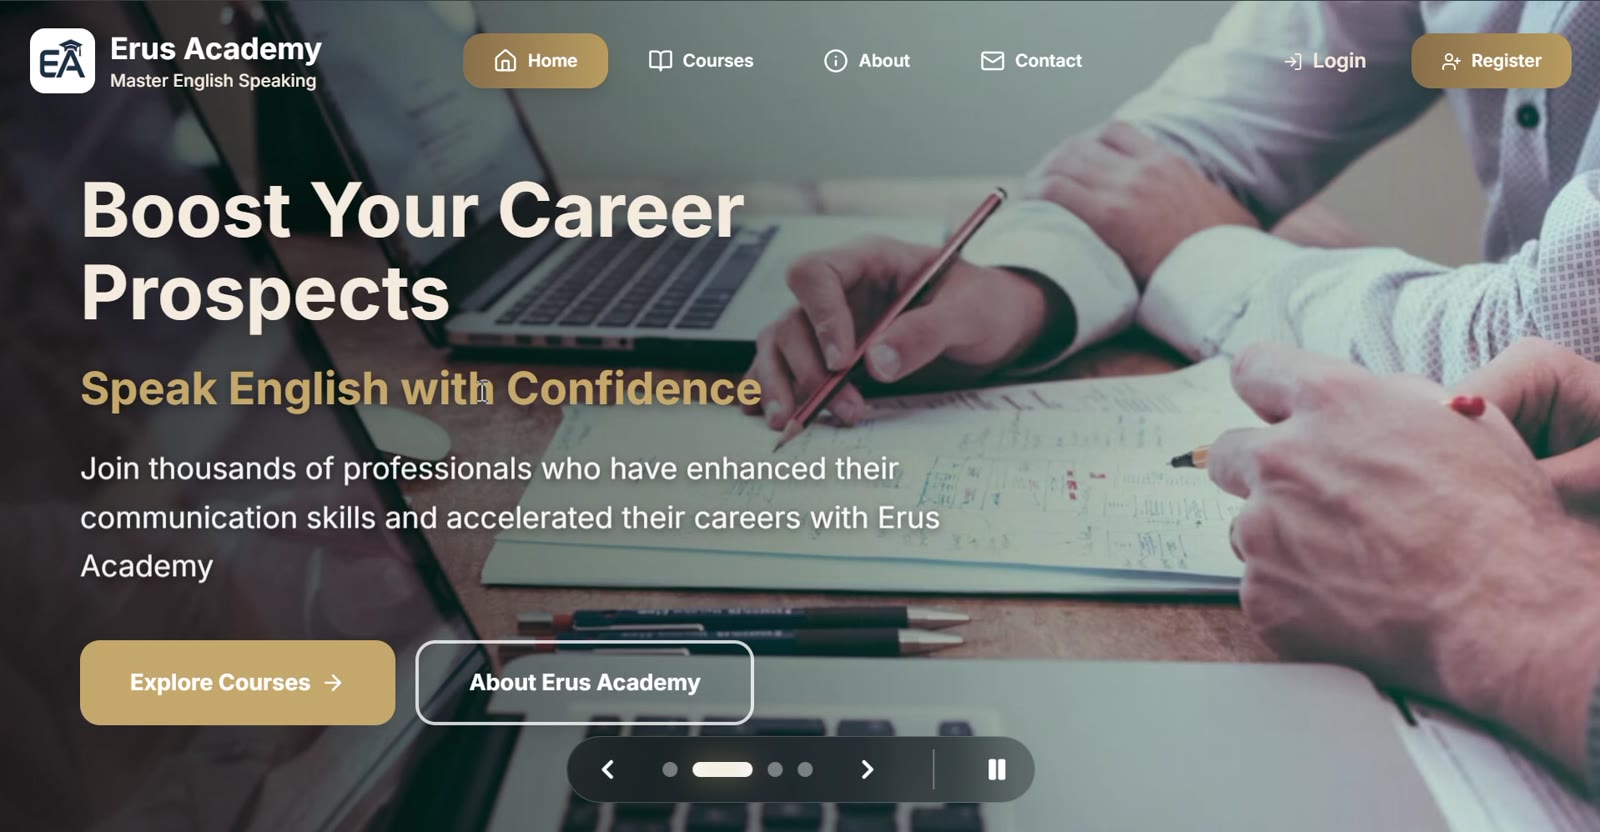 EA
Erus Academy
Master English Speaking
Home
Courses
About
Contact
Login
Register
Boost Your Career
Prospects
Speak English with Confidence
Join thousands of professionals who have enhanced their
communication skills and accelerated their careers with Erus
Academy
Explore Courses
About Erus Academy